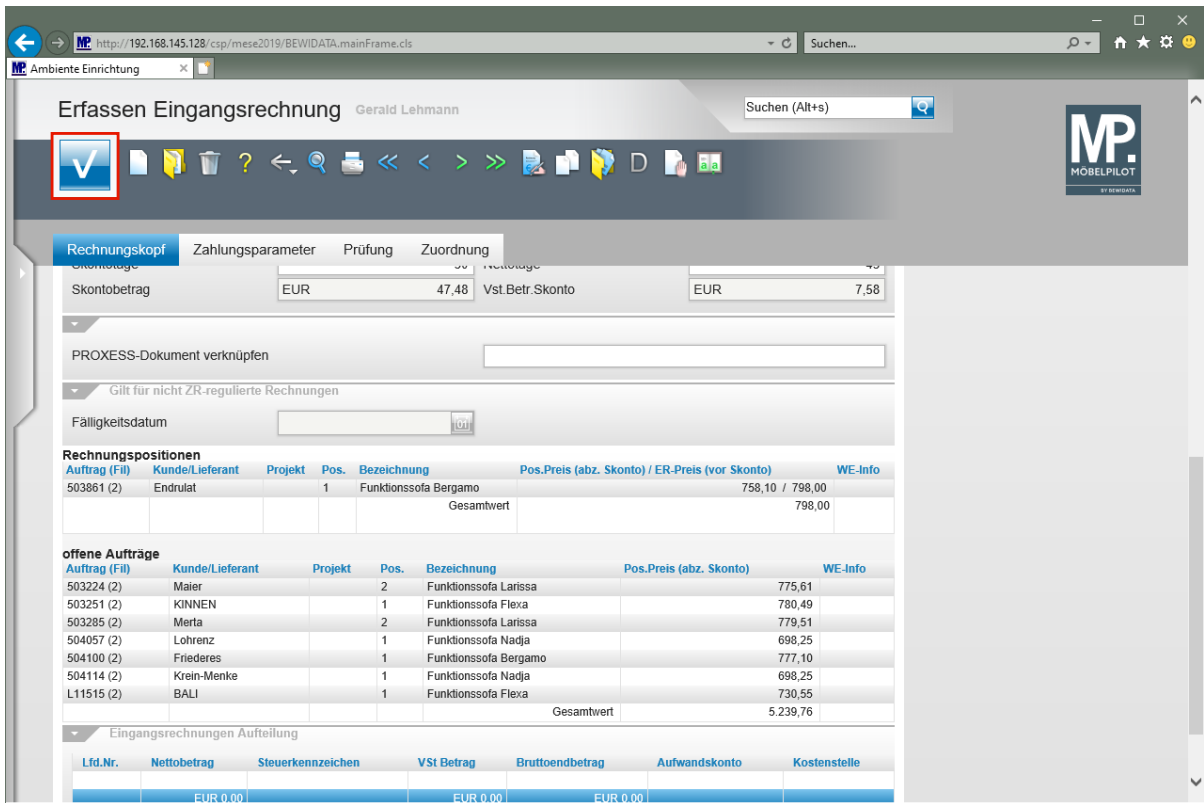 http://192.168.145.128/csp/mese2019/BEWIDATA.mainFrame.cls Suchen...
MP. Ambiente Einrichtung
Erfassen Eingangsrechnung Gerald Lehmann Suchen (Alt+s)
MP.
MÖBELPILOT
BY BEWIDATA
? D a a
Rechnungskopf Zahlungsparameter Prüfung Zuordnung
Skontotage 30 Nettotage 45
Skontobetrag EUR 47,48 Vst.Betr.Skonto EUR 7,58
PROXESS-Dokument verknüpfen
Gilt für nicht ZR-regulierte Rechnungen
Fälligkeitsdatum
Rechnungspositionen
Auftrag (Fil) Kunde/Lieferant Projekt Pos. Bezeichnung Pos.Preis (abz. Skonto) / ER-Preis (vor Skonto) WE-Info
503861 (2) Endrulat 1 Funktionssofa Bergamo 758,10 / 798,00
Gesamtwert 798,00
offene Aufträge
Auftrag (Fil) Kunde/Lieferant Projekt Pos. Bezeichnung Pos.Preis (abz. Skonto) WE-Info
503224 (2) Maier 2 Funktionssofa Larissa 775,61
503251 (2) KINNEN 1 Funktionssofa Flexa 780,49
503285 (2) Merta 2 Funktionssofa Larissa 779,51
504057 (2) Lohrenz 1 Funktionssofa Nadja 698,25
504100 (2) Friederes 1 Funktionssofa Bergamo 777,10
504114 (2) Krein-Menke 1 Funktionssofa Nadja 698,25
L11515 (2) BALI 1 Funktionssofa Flexa 730,55
Gesamtwert 5.239,76
Eingangsrechnungen Aufteilung
Lfd.Nr. Nettobetrag Steuerkennzeichen VSt Betrag Bruttoendbetrag Aufwandskonto Kostenstelle
EUR 0.00 EUR 0.00 EUR 0.00